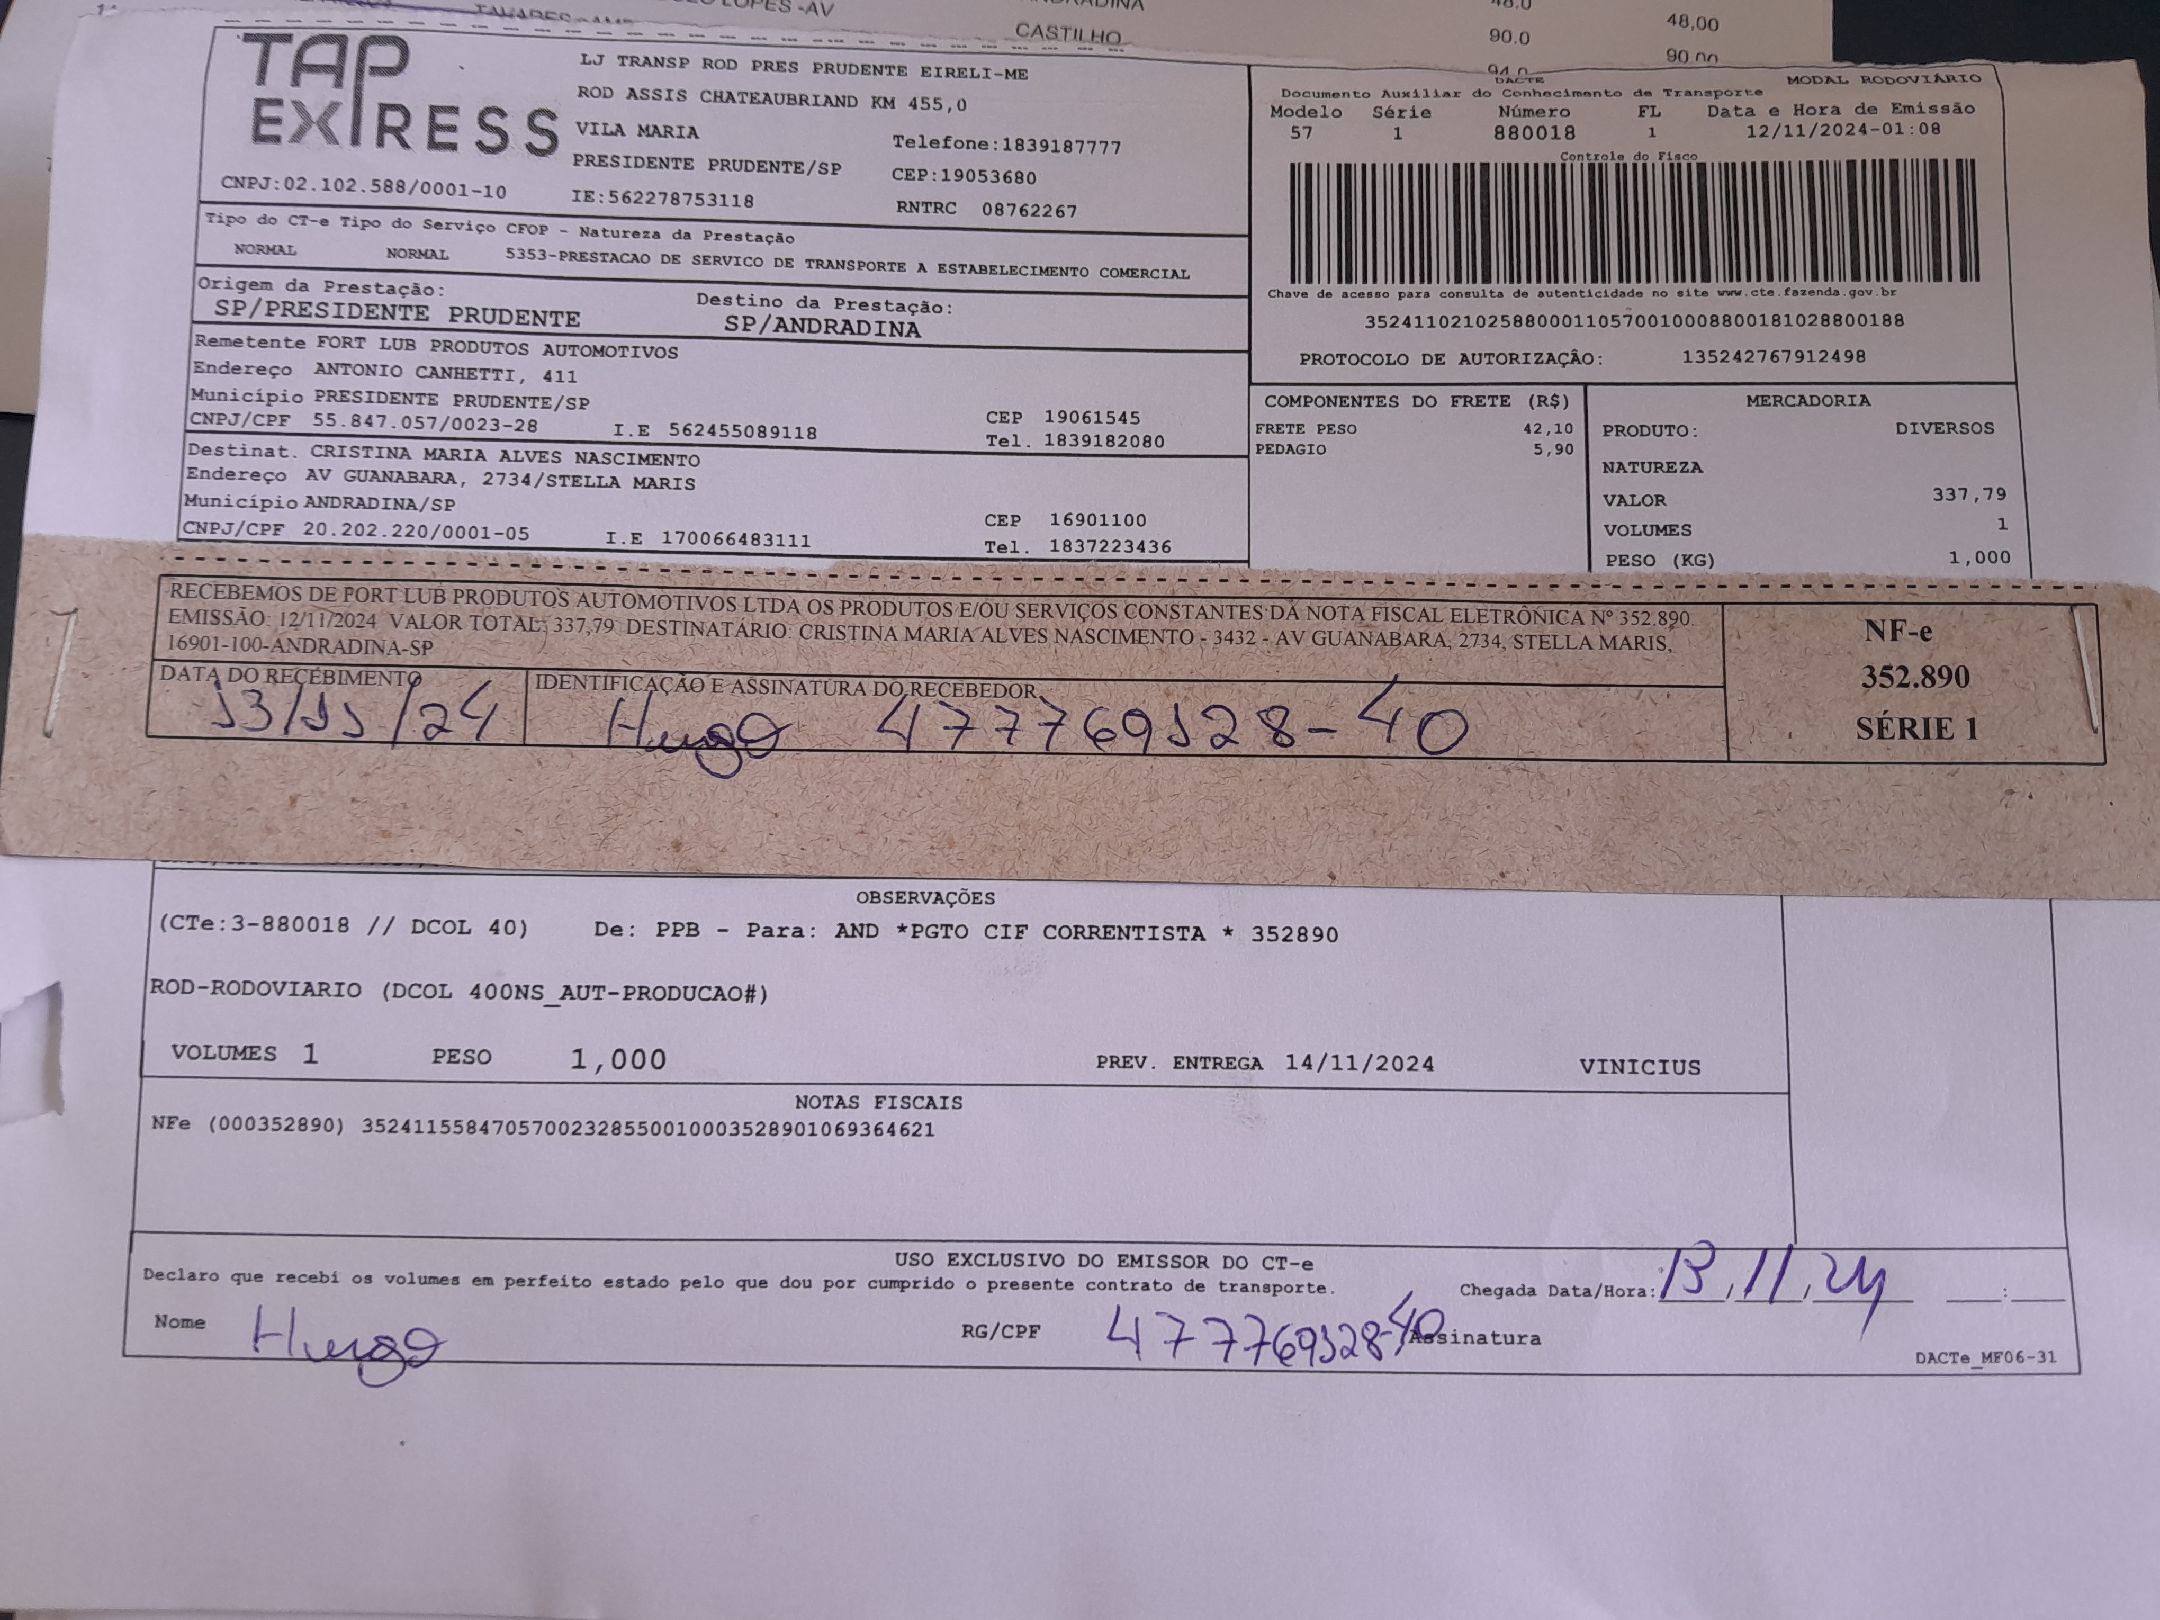 LOPES -AV
CASTILHO
48,00
90.0
90,00
TAP EXPRESS
LJ TRANSP ROD PRES PRUDENTE EIRELI-ME
ROD ASSIS CHATEAUBRIAND KM 455,0
VILA MARIA
Telefone:1839187777
PRESIDENTE PRUDENTE/SP
CEP:19053680
CNPJ:02.102.588/0001-10
IE:562278753118
RNTRC 08762267
DACTE
MODAL RODOVIÁRIO
Documento Auxiliar do Conhecimento de Transporte
Modelo Série Número FL Data e Hora de Emissão
57 1 880018 1 12/11/2024-01:08
Controle do Fisco
Chave de acesso para consulta de autenticidade no site www.cte.fazenda.gov.br
35241102102588000110570010008800181028800188
PROTOCOLO DE AUTORIZAÇÂO: 135242767912498
Tipo do CT-e Tipo do Serviço CFOP - Natureza da Prestação
NORMAL NORMAL 5353-PRESTACAO DE SERVICO DE TRANSPORTE A ESTABELECIMENTO COMERCIAL
Origem da Prestação: Destino da Prestação:
SP/PRESIDENTE PRUDENTE SP/ANDRADINA
Remetente FORT LUB PRODUTOS AUTOMOTIVOS
Endereço ANTONIO CANHETTI, 411
Município PRESIDENTE PRUDENTE/SP
CEP 19061545
CNPJ/CPF 55.847.057/0023-28 I.E 562455089118 Tel. 1839182080
Destinat. CRISTINA MARIA ALVES NASCIMENTO
Endereço AV GUANABARA, 2734/STELLA MARIS
Município ANDRADINA/SP
CEP 16901100
CNPJ/CPF 20.202.220/0001-05 I.E 170066483111 Tel. 1837223436
COMPONENTES DO FRETE (R$)
FRETE PESO 42,10
PEDAGIO 5,90
MERCADORIA
PRODUTO: DIVERSOS
NATUREZA
VALOR 337,79
VOLUMES 1
PESO (KG) 1,000
RECEBEMOS DE FORT LUB PRODUTOS AUTOMOTIVOS LTDA OS PRODUTOS E/OU SERVIÇOS CONSTANTES DA NOTA FISCAL ELETRÔNICA Nº 352.890.
EMISSÃO: 12/11/2024 VALOR TOTAL: 337,79 DESTINATÁRIO: CRISTINA MARIA ALVES NASCIMENTO - 3432 - AV GUANABARA, 2734, STELLA MARIS,
16901-100-ANDRADINA-SP
DATA DO RECEBIMENTO
13/11/24
IDENTIFICAÇÃO E ASSINATURA DO RECEBEDOR
Hugo 477769128-40
NF-e
352.890
SÉRIE 1
OBSERVAÇÕES
(CTe:3-880018 // DCOL 40) De: PPB - Para: AND *PGTO CIF CORRENTISTA * 352890
ROD-RODOVIARIO (DCOL 400NS_AUT-PRODUCAO#)
VOLUMES 1 PESO 1,000 PREV. ENTREGA 14/11/2024 VINICIUS
NOTAS FISCAIS
NFe (000352890) 35241155847057002328550010003528901069364621
USO EXCLUSIVO DO EMISSOR DO CT-e
Declaro que recebi os volumes em perfeito estado pelo que dou por cumprido o presente contrato de transporte.
Chegada Data/Hora: 13/11/24 :
Nome Hugo RG/CPF 477769128-40 Assinatura
DACTe_MF06-31